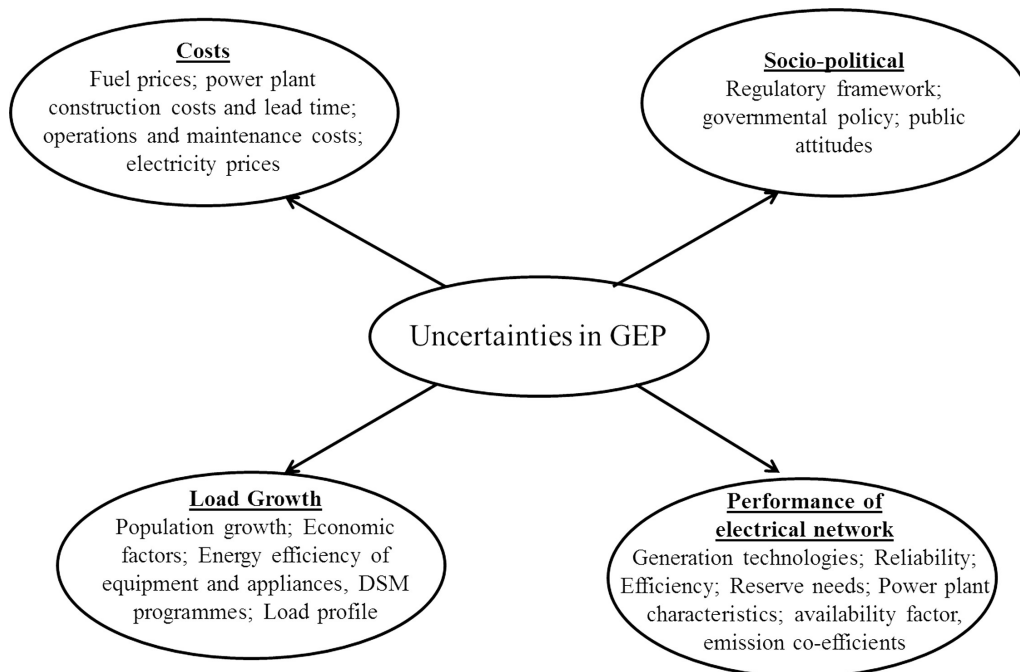 Costs
Fuel prices; power plant
construction costs and lead time;
operations and maintenance costs;
electricity prices
Socio-political
Regulatory framework;
governmental policy; public
attitudes
Uncertainties in GEP
Load Growth
Population growth; Economic
factors; Energy efficiency of
equipment and appliances, DSM
programmes; Load profile
Performance of
electrical network
Generation technologies; Reliability;
Efficiency; Reserve needs; Power plant
characteristics; availability factor,
emission co-efficients